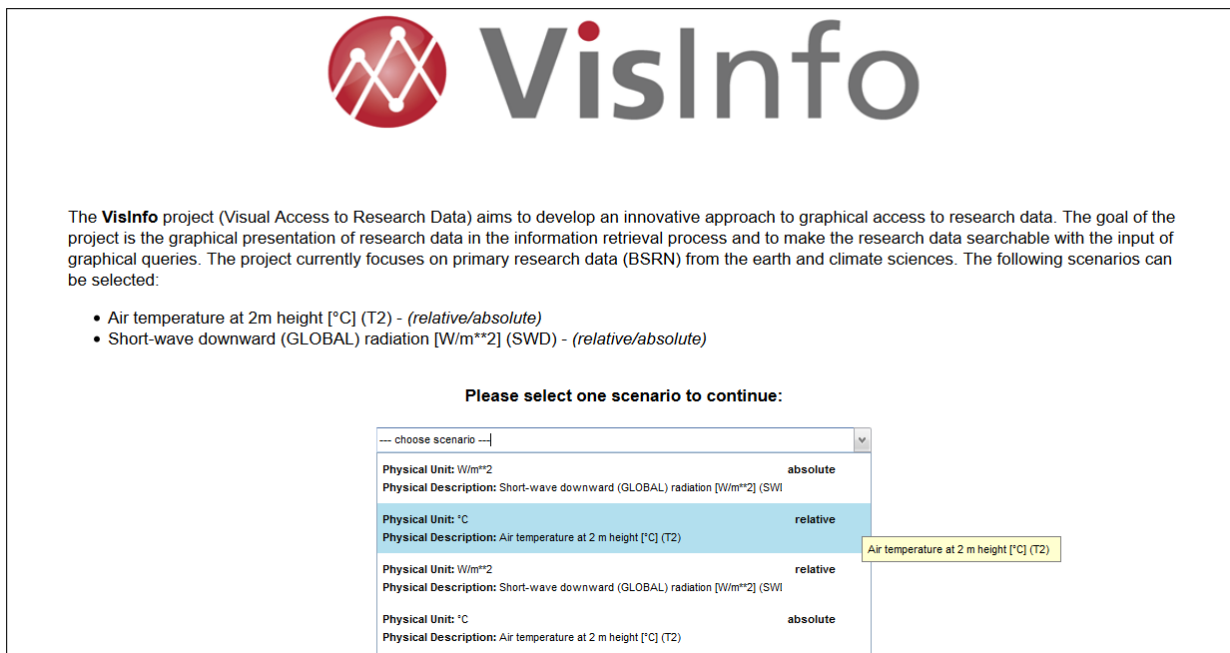 VisInfo
The VisInfo project (Visual Access to Research Data) aims to develop an innovative approach to graphical access to research data. The goal of the
project is the graphical presentation of research data in the information retrieval process and to make the research data searchable with the input of
graphical queries. The project currently focuses on primary research data (BSRN) from the earth and climate sciences. The following scenarios can
be selected:
• Air temperature at 2m height [°C] (T2) - (relative/absolute)
• Short-wave downward (GLOBAL) radiation [W/m**2] (SWD) - (relative/absolute)
Please select one scenario to continue:
--- choose scenario ---
Physical Unit: W/m**2 absolute
Physical Description: Short-wave downward (GLOBAL) radiation [W/m**2] (SWI
Physical Unit: °C relative
Physical Description: Air temperature at 2 m height [°C] (T2)
Air temperature at 2 m height [°C] (T2)
Physical Unit: W/m**2 relative
Physical Description: Short-wave downward (GLOBAL) radiation [W/m**2] (SWI
Physical Unit: °C absolute
Physical Description: Air temperature at 2 m height [°C] (T2)